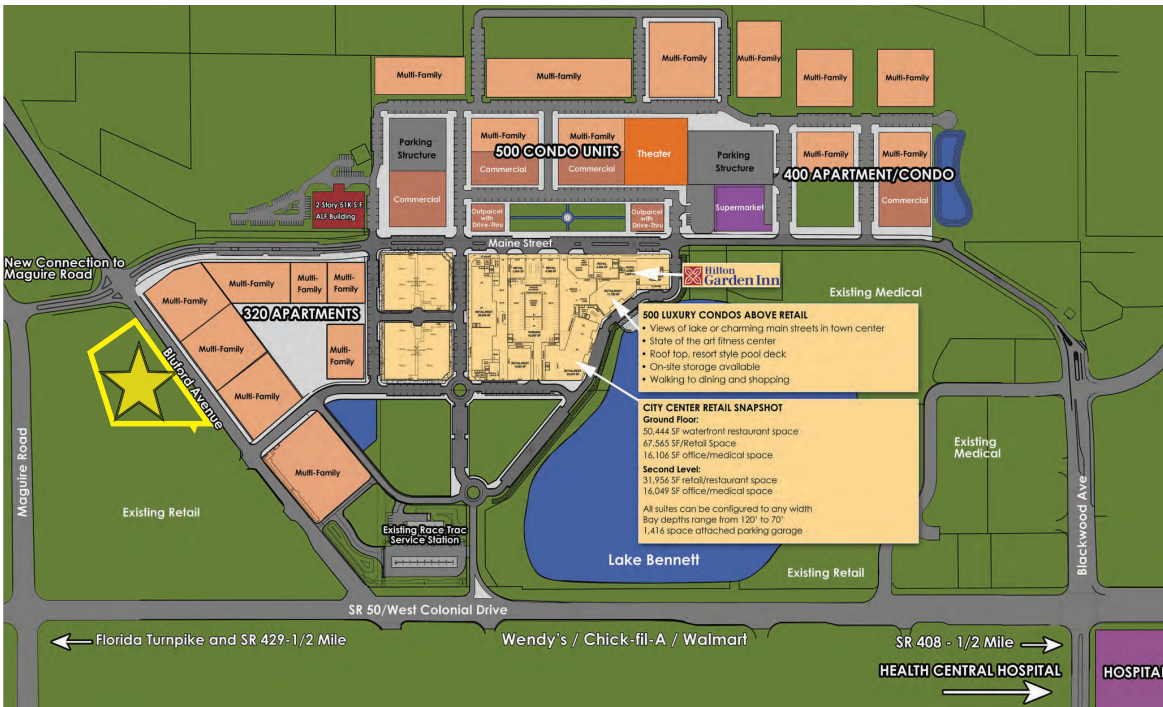 Multi-Family
Multi-Family
Multi-Family
Multi-Family
Multi-Family
Multi-Family
Parking
Structure
Multi-Family
Multi-Family
500 CONDO UNITS
Commercial
Commercial
Theater
Parking
Structure
Multi-Family
Multi-Family
400 APARTMENT/CONDO
Commercial
Commercial
2 Story 51K S.F.
ALF Building
Outparcel
with
Drive-Thru
Outparcel
with
Drive-Thru
Supermarket
Maine Street
New Connection to
Maguire Road
Hilton
Garden Inn
Existing Medical
Multi-Family
Multi-Family
Multi-
Family
Multi-
Family
320 APARTMENTS
Multi-Family
Multi-
Family
Multi-Family
Multi-Family
Bluford Avenue
500 LUXURY CONDOS ABOVE RETAIL
• Views of lake or charming main streets in town center
• State of the art fitness center
• Roof top, resort style pool deck
• On-site storage available
• Walking to dining and shopping
CITY CENTER RETAIL SNAPSHOT
Ground Floor:
50,444 SF waterfront restaurant space
67,565 SF/Retail Space
16,106 SF office/medical space
Second Level:
31,956 SF retail/restaurant space
16,049 SF office/medical space
All suites can be configured to any width
Bay depths range from 120' to 70'
1,416 space attached parking garage
Existing
Medical
Maguire Road
Existing Retail
Existing Race Trac
Service Station
Lake Bennett
Existing Retail
Blackwood Ave
SR 50/West Colonial Drive
Florida Turnpike and SR 429-1/2 Mile
Wendy's / Chick-fil-A / Walmart
SR 408 - 1/2 Mile
HEALTH CENTRAL HOSPITAL
HOSPITAL